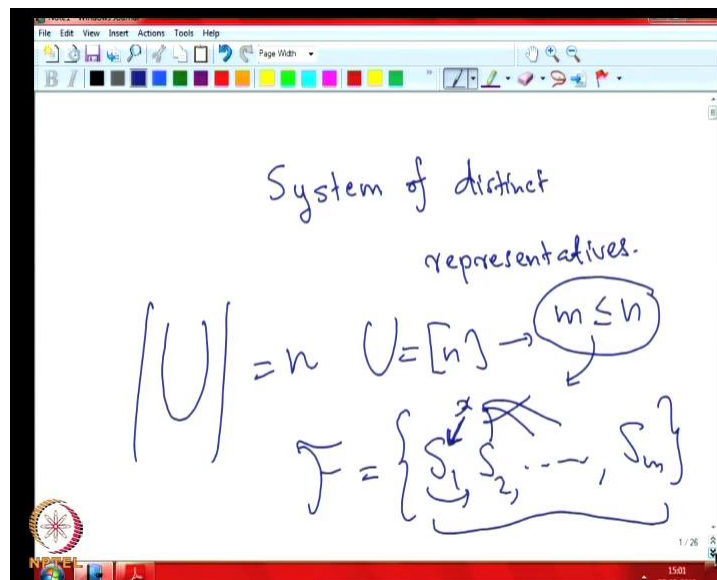 File Edit View Insert Actions Tools Help
Page Width
B I
System of distinct
representatives.
|U| = n U = [n] → m ≤ n
x
F = { S₁, S₂, ..., Sₘ }
1 / 26
NPTEL
15:01